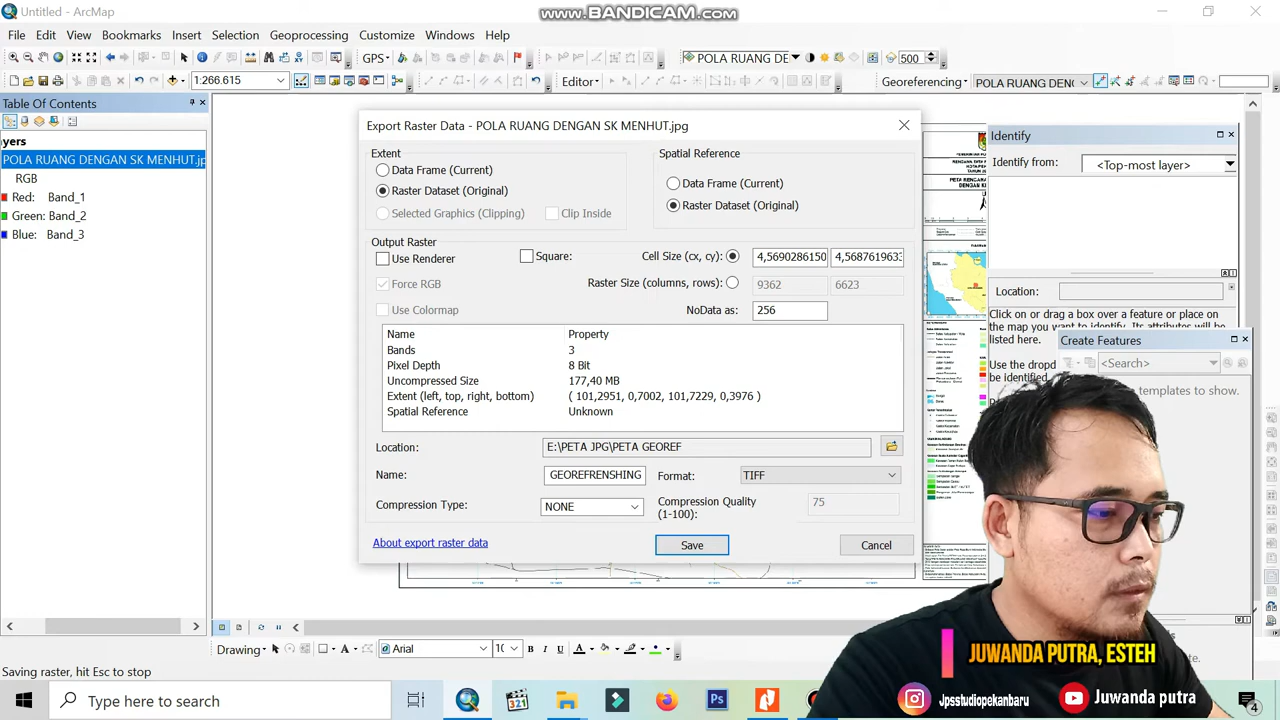 Untitled - ArcMap
www.BANDICAM.com
File Edit View Bookmarks Insert Selection Geoprocessing Customize Windows Help
GPS
POLA RUANG DE
500
1:266.615
Editor
Georeferencing
POLA RUANG DENG
Table Of Contents
yers
POLA RUANG DENGAN SK MENHUT.jp
RGB
Red: Band_1
Green: Band_2
Blue: Band_3
Export Raster Data - POLA RUANG DENGAN SK MENHUT.jpg
Extent
Data Frame (Current)
Raster Dataset (Original)
Selected Graphics (Clipping)
Clip Inside
Spatial Reference
Data Frame (Current)
Raster Dataset (Original)
Output Raster
Use Renderer
Square:
Cell Size (cx, cy):
4,5690286150
4,5687619633
Force RGB
Raster Size (columns, rows):
9362
6623
Use Colormap
NoData as:
256
Name Property
Bands 3
Pixel Depth 8 Bit
Uncompressed Size 177,40 MB
Extent (left, top, right, bottom) ( 101,2951, 0,7002, 101,7229, 0,3976 )
Spatial Reference Unknown
Location:
E:\PETA JPG\PETA GEOREF
Name:
GEOREFRENSHING
Format:
TIFF
Compression Type:
NONE
ession Quality
(1-100):
75
About export raster data
Save
Cancel
Identify
Identify from:
<Top-most layer>
Location:
Click on or drag a box over a feature or place on
the map you want to identify. Its attributes will be
listed here.
Use the dropd
be identified
Create Features
<Search>
templates to show.
Drawing
Arial
10
B I U A
Saving raster, hit Esc to stop
JUWANDA PUTRA, ESTEH
Jpsstudiopekanbaru
Juwanda putra
Type here to search
321
Ps
4